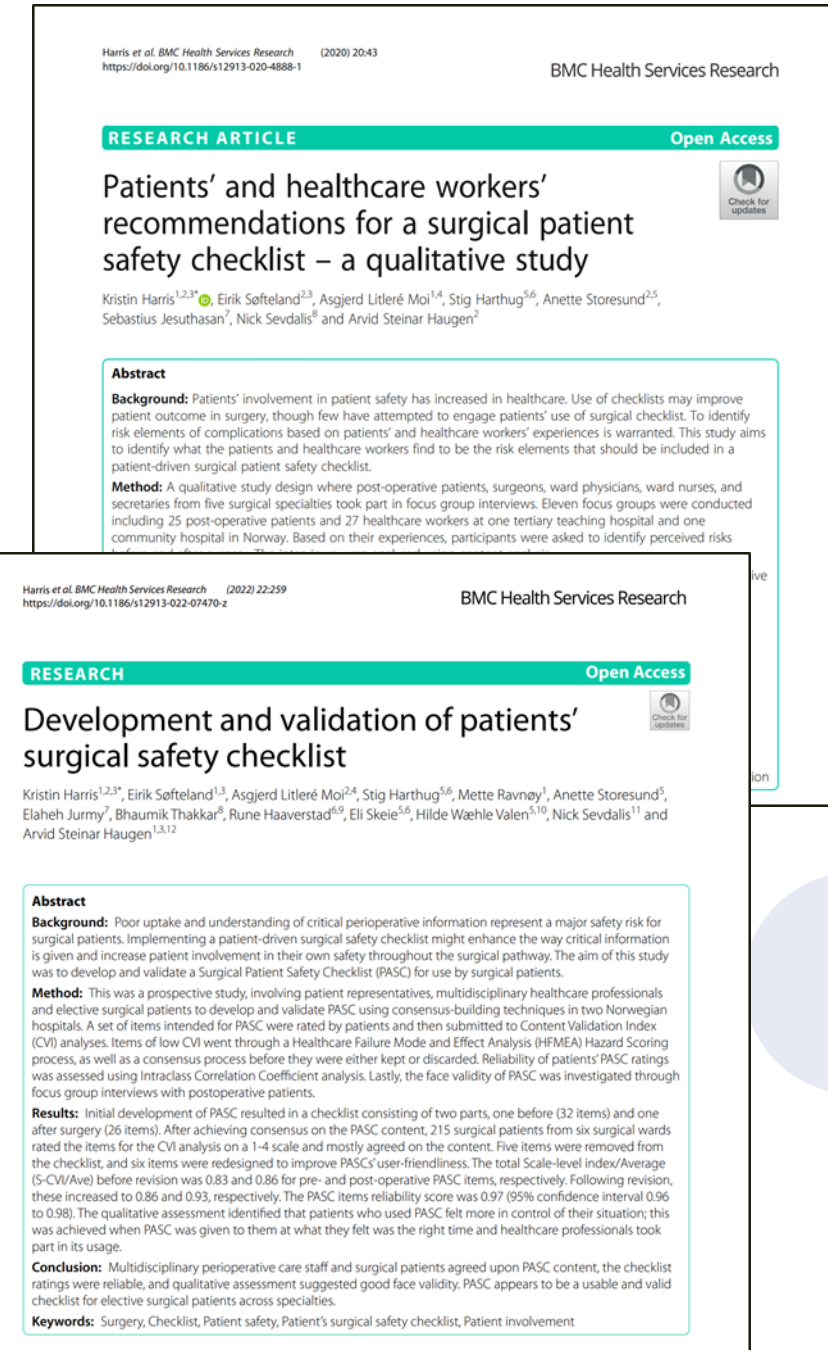 Harris et al. BMC Health Services Research (2020) 20:43
https://doi.org/10.1186/s12913-020-4888-1
BMC Health Services Research
RESEARCH ARTICLE Open Access
Check for
updates
Patients’ and healthcare workers’
recommendations for a surgical patient
safety checklist – a qualitative study
Kristin Harris1,2,3*, Eirik Søfteland2,3, Asgjerd Litleré Moi1,4, Stig Harthug5,6, Anette Storesund2,5,
Sebastius Jesuthasan7, Nick Sevdalis8 and Arvid Steinar Haugen2
Abstract
Background: Patients’ involvement in patient safety has increased in healthcare. Use of checklists may improve
patient outcome in surgery, though few have attempted to engage patients’ use of surgical checklist. To identify
risk elements of complications based on patients’ and healthcare workers’ experiences is warranted. This study aims
to identify what the patients and healthcare workers find to be the risk elements that should be included in a
patient-driven surgical patient safety checklist.
Method: A qualitative study design where post-operative patients, surgeons, ward physicians, ward nurses, and
secretaries from five surgical specialties took part in focus group interviews. Eleven focus groups were conducted
including 25 post-operative patients and 27 healthcare workers at one tertiary teaching hospital and one
community hospital in Norway. Based on their experiences, participants were asked to identify perceived risks
ive
ion
Harris et al. BMC Health Services Research (2022) 22:259
https://doi.org/10.1186/s12913-022-07470-z
BMC Health Services Research
RESEARCH Open Access
Check for
updates
Development and validation of patients’
surgical safety checklist
Kristin Harris1,2,3*, Eirik Søfteland1,3, Asgjerd Litleré Moi2,4, Stig Harthug5,6, Mette Ravnøy1, Anette Storesund5,
Elaheh Jurmy7, Bhaumik Thakkar8, Rune Haaverstad6,9, Eli Skeie5,6, Hilde Wæhle Valen5,10, Nick Sevdalis11 and
Arvid Steinar Haugen1,3,12
Abstract
Background: Poor uptake and understanding of critical perioperative information represent a major safety risk for
surgical patients. Implementing a patient-driven surgical safety checklist might enhance the way critical information
is given and increase patient involvement in their own safety throughout the surgical pathway. The aim of this study
was to develop and validate a Surgical Patient Safety Checklist (PASC) for use by surgical patients.
Method: This was a prospective study, involving patient representatives, multidisciplinary healthcare professionals
and elective surgical patients to develop and validate PASC using consensus-building techniques in two Norwegian
hospitals. A set of items intended for PASC were rated by patients and then submitted to Content Validation Index
(CVI) analyses. Items of low CVI went through a Healthcare Failure Mode and Effect Analysis (HFMEA) Hazard Scoring
process, as well as a consensus process before they were either kept or discarded. Reliability of patients’ PASC ratings
was assessed using Intraclass Correlation Coefficient analysis. Lastly, the face validity of PASC was investigated through
focus group interviews with postoperative patients.
Results: Initial development of PASC resulted in a checklist consisting of two parts, one before (32 items) and one
after surgery (26 items). After achieving consensus on the PASC content, 215 surgical patients from six surgical wards
rated the items for the CVI analysis on a 1-4 scale and mostly agreed on the content. Five items were removed from
the checklist, and six items were redesigned to improve PASCs’ user-friendliness. The total Scale-level index/Average
(S-CVI/Ave) before revision was 0.83 and 0.86 for pre- and post-operative PASC items, respectively. Following revision,
these increased to 0.86 and 0.93, respectively. The PASC items reliability score was 0.97 (95% confidence interval 0.96
to 0.98). The qualitative assessment identified that patients who used PASC felt more in control of their situation; this
was achieved when PASC was given to them at what they felt was the right time and healthcare professionals took
part in its usage.
Conclusion: Multidisciplinary perioperative care staff and surgical patients agreed upon PASC content, the checklist
ratings were reliable, and qualitative assessment suggested good face validity. PASC appears to be a usable and valid
checklist for elective surgical patients across specialties.
Keywords: Surgery, Checklist, Patient safety, Patient’s surgical safety checklist, Patient involvement